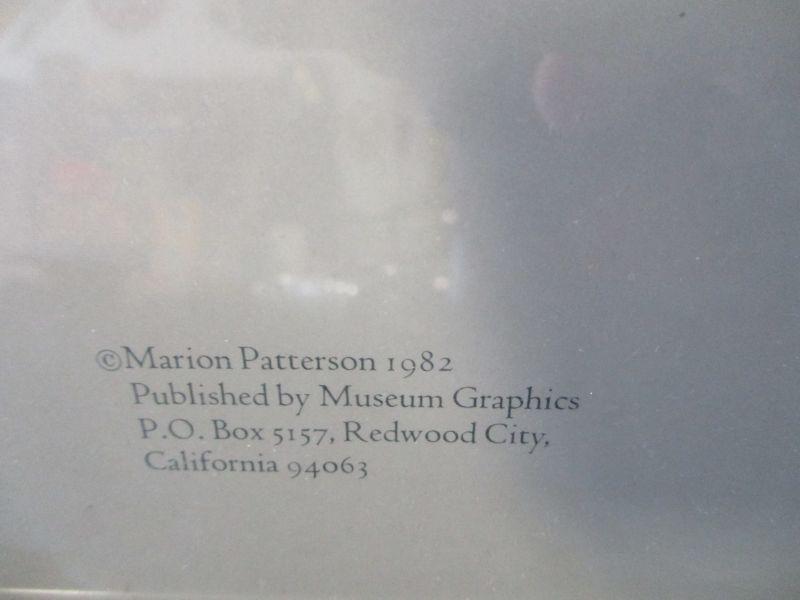 ©Marion Patterson 1982
Published by Museum Graphics
P.O. Box 5157, Redwood City,
California 94063